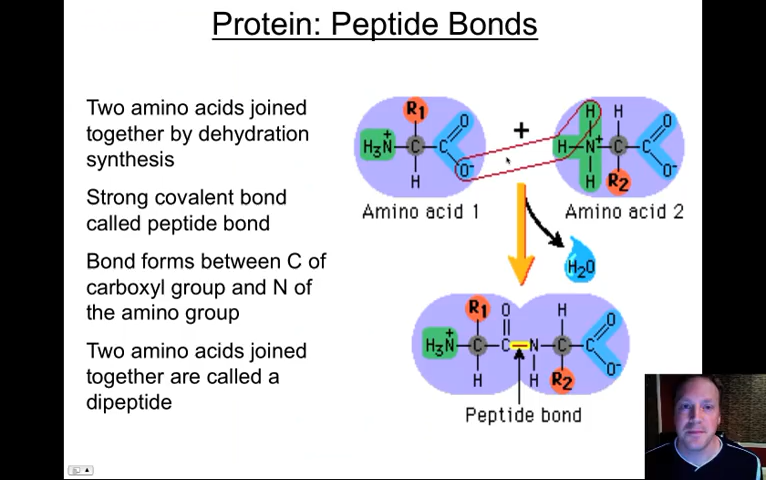 Protein: Peptide Bonds
Two amino acids joined
together by dehydration
synthesis
Strong covalent bond
called peptide bond
Bond forms between C of
carboxyl group and N of
the amino group
Two amino acids joined
together are called a
dipeptide
R1
O
H3N+ C C
O-
H
Amino acid 1
+
H H
H N+ C C
O
O-
H R2
Amino acid 2
H2O
R1 O H
O
H3N+ C C N C C
O-
H H R2
Peptide bond